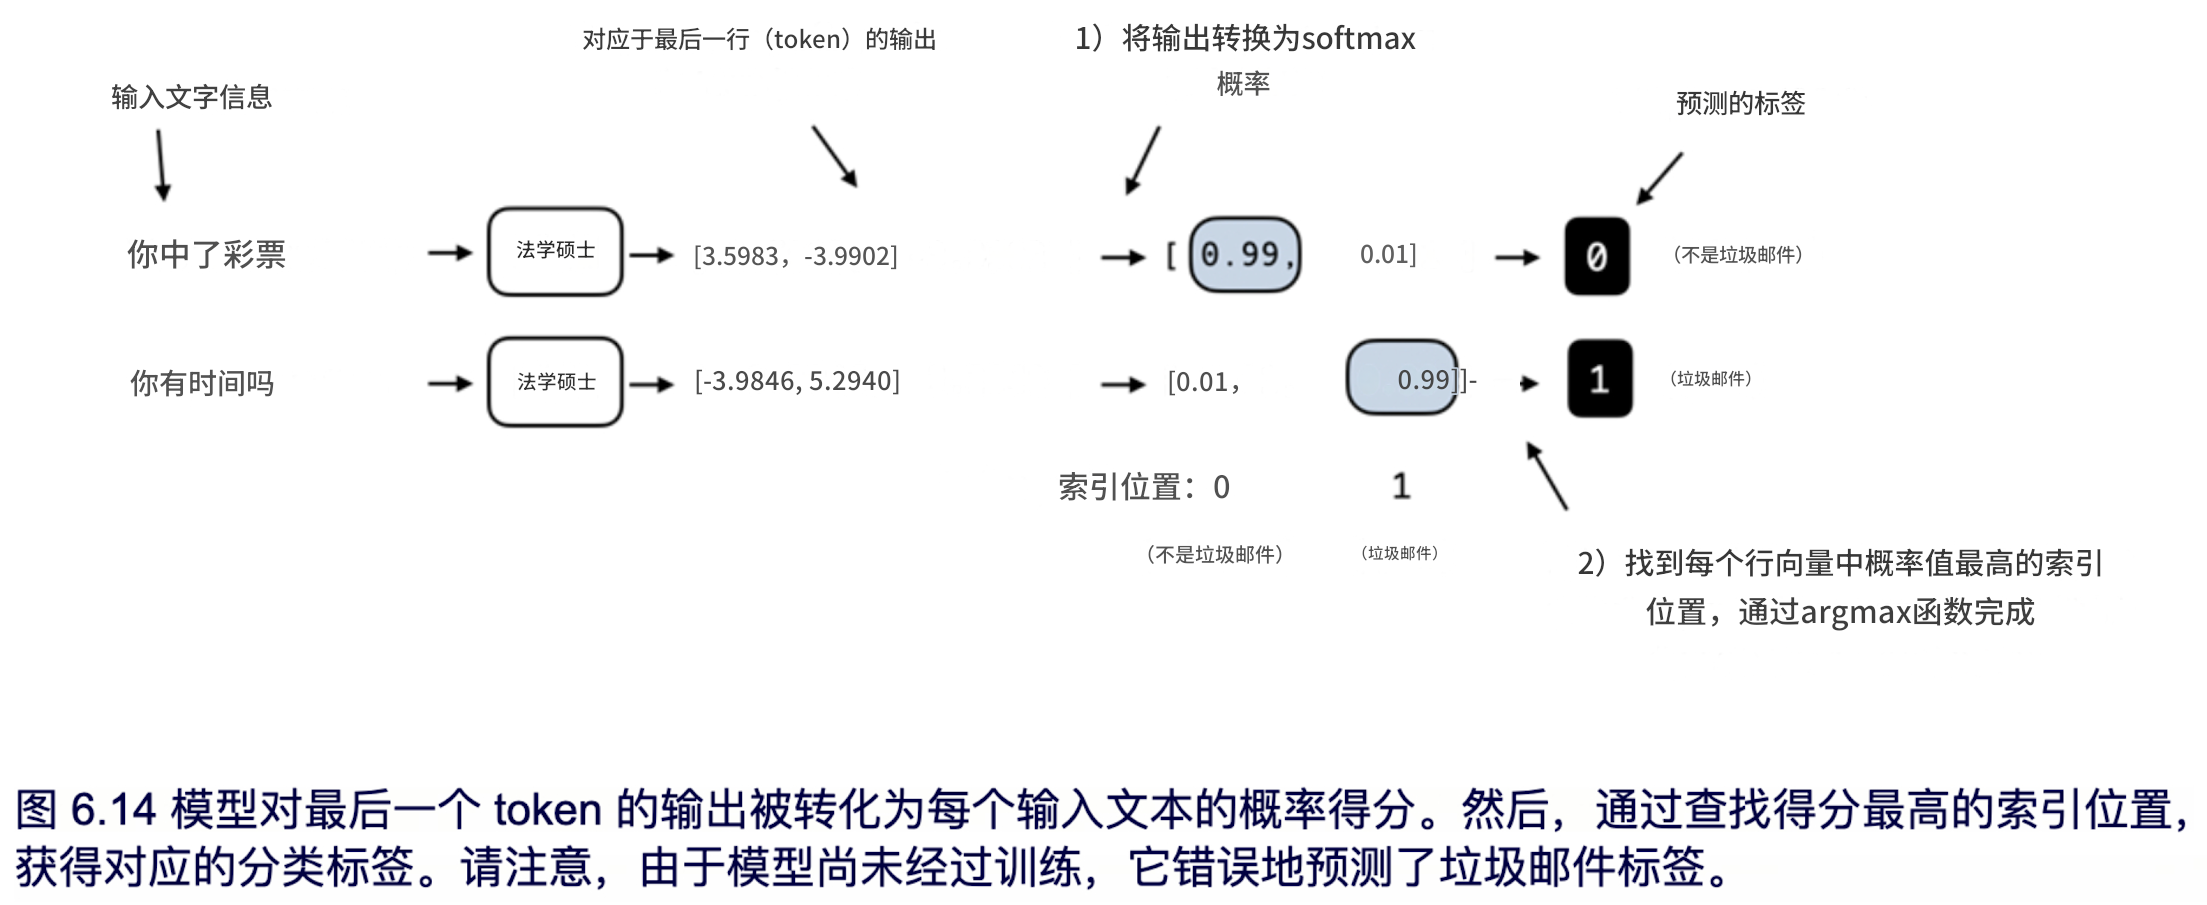 对应于最后一行（token）的输出
1）将输出转换为softmax
概率
输入文字信息
预测的标签
你中了彩票
法学硕士
[3.5983，-3.9902]
[ 0.99, 0.01]
0
（不是垃圾邮件）
你有时间吗
法学硕士
[-3.9846, 5.2940]
[0.01， 0.99]]-
1
（垃圾邮件）
索引位置：0 1
（不是垃圾邮件） （垃圾邮件）
2）找到每个行向量中概率值最高的索引
位置，通过argmax函数完成
图 6.14 模型对最后一个 token 的输出被转化为每个输入文本的概率得分。然后，通过查找得分最高的索引位置，
获得对应的分类标签。请注意，由于模型尚未经过训练，它错误地预测了垃圾邮件标签。